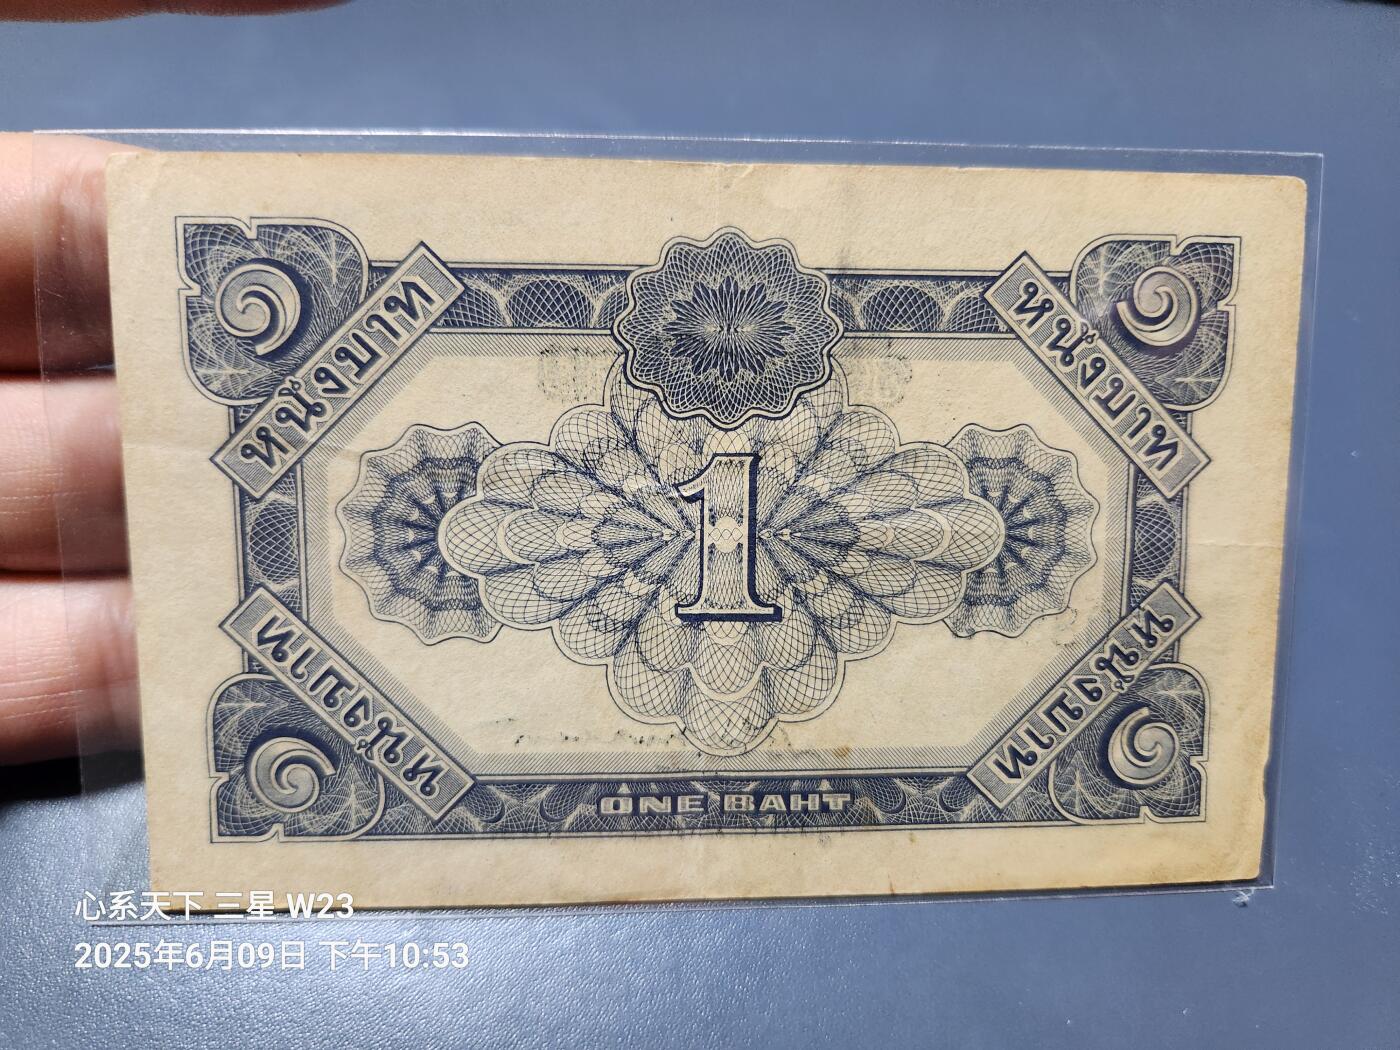 ๑ หนึ่งบาท หนึ่งบาท ๑
1
หนึ่งบาท หนึ่งบาท
๑ ๑
ONE BAHT
心系天下 三星 W23
2025年6月09日 下午10:53